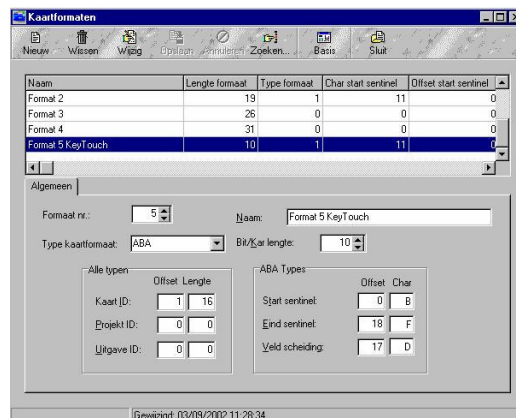 Kaartformaten
Nieuw Wissen Wijzig Opslaan Annuleren Zoeken... Basis Sluit
Naam Lengte formaat Type formaat Char start sentinel Offset start sentinel
Format 2 19 1 11 0
Format 3 26 0 0 0
Format 4 31 0 0 0
Format 5 KeyTouch 10 1 11 0
Algemeen
Formaat nr.: 5 Naam: Format 5 KeyTouch
Type kaartformaat: ABA Bit/Kar lengte: 10
Alle typen ABA Types
Offset Lengte Offset Char
Kaart ID: 1 16 Start sentinel: 0 B
Projekt ID: 0 0 Eind sentinel: 18 F
Uitgave ID: 0 0 Veld scheiding: 17 D
Gewijzigd: 03/09/2002 11:28:34